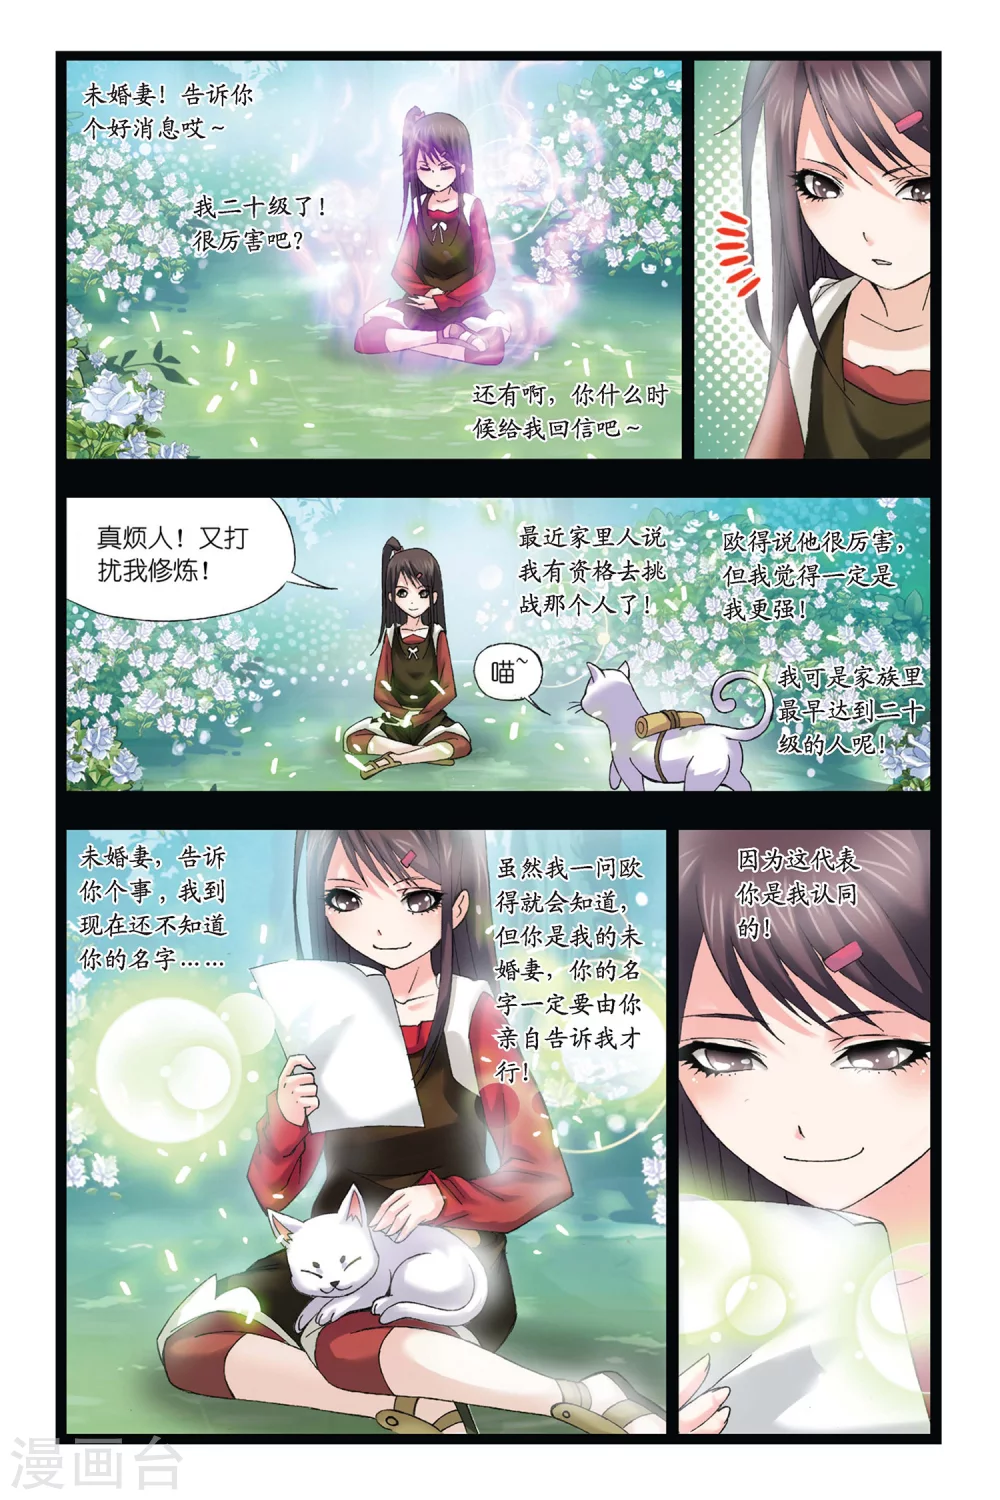 未婚妻！告诉你
个好消息哎~
我二十级了！
很厉害吧？
还有啊，你什么时
候给我回信吧~
真烦人！又打
扰我修炼！
喵~
最近家里人说
我有资格去挑
战那个人了！
欧得说他很厉害，
但我觉得一定是
我更强！
我可是家族里
最早达到二十
级的人呢！
未婚妻，告诉
你个事，我到
现在还不知道
你的名字……
虽然我一问欧
得就会知道，
但你是我的未
婚妻，你的名
字一定要由你
亲自告诉我才
行！
因为这代表
你是我认同
的！
漫画台